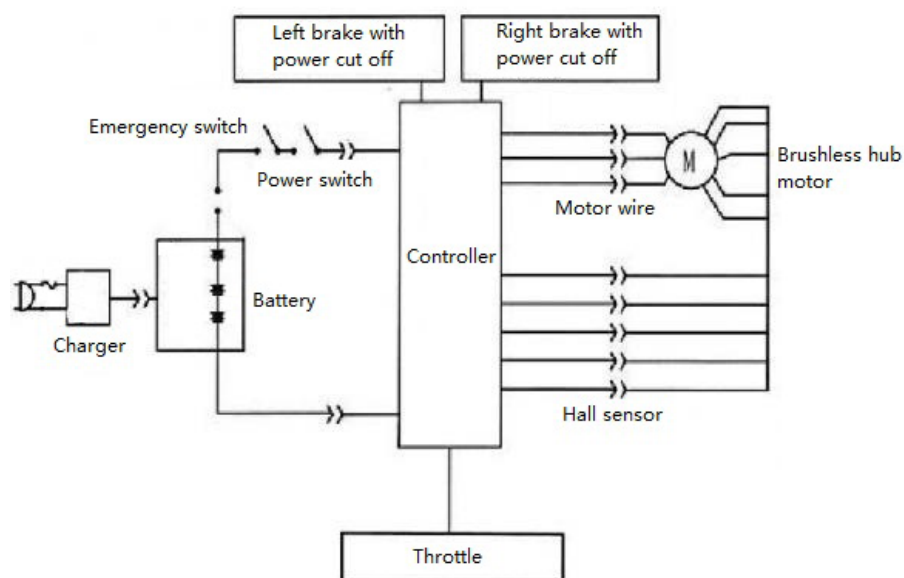 Left brake with
power cut off
Right brake with
power cut off
Emergency switch
Power switch
M
Brushless hub
motor
Motor wire
Controller
Battery
Charger
Hall sensor
Throttle